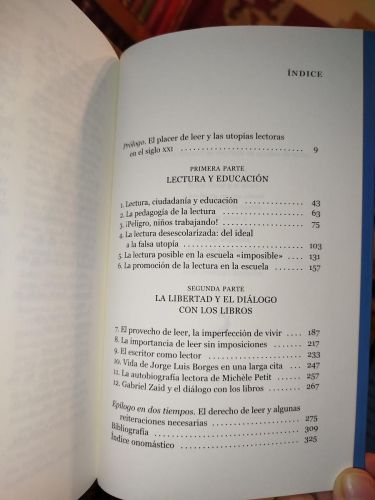 ÍNDICE
Prólogo. El placer de leer y las utopías lectoras
en el siglo XXI ........................ 9
PRIMERA PARTE
LECTURA Y EDUCACIÓN
1. Lectura, ciudadanía y educación ............ 43
2. La pedagogía de la lectura ............ 63
3. ¡Peligro, niños trabajando! ............ 75
4. La lectura desescolarizada: del ideal
a la falsa utopía ............ 103
5. La lectura posible en la escuela «imposible» .... 131
6. La promoción de la lectura en la escuela ...... 157
SEGUNDA PARTE
LA LIBERTAD Y EL DIÁLOGO
CON LOS LIBROS
7. El provecho de leer, la imperfección de vivir .... 187
8. La importancia de leer sin imposiciones ...... 217
9. El escritor como lector ............ 233
10. Vida de Jorge Luis Borges en una larga cita .... 247
11. La autobiografía lectora de Michèle Petit ...... 257
12. Gabriel Zaid y el diálogo con los libros ...... 267
Epílogo en dos tiempos. El derecho de leer y algunas
reiteraciones necesarias ............ 275
Bibliografía ............ 309
Índice onomástico ............ 325